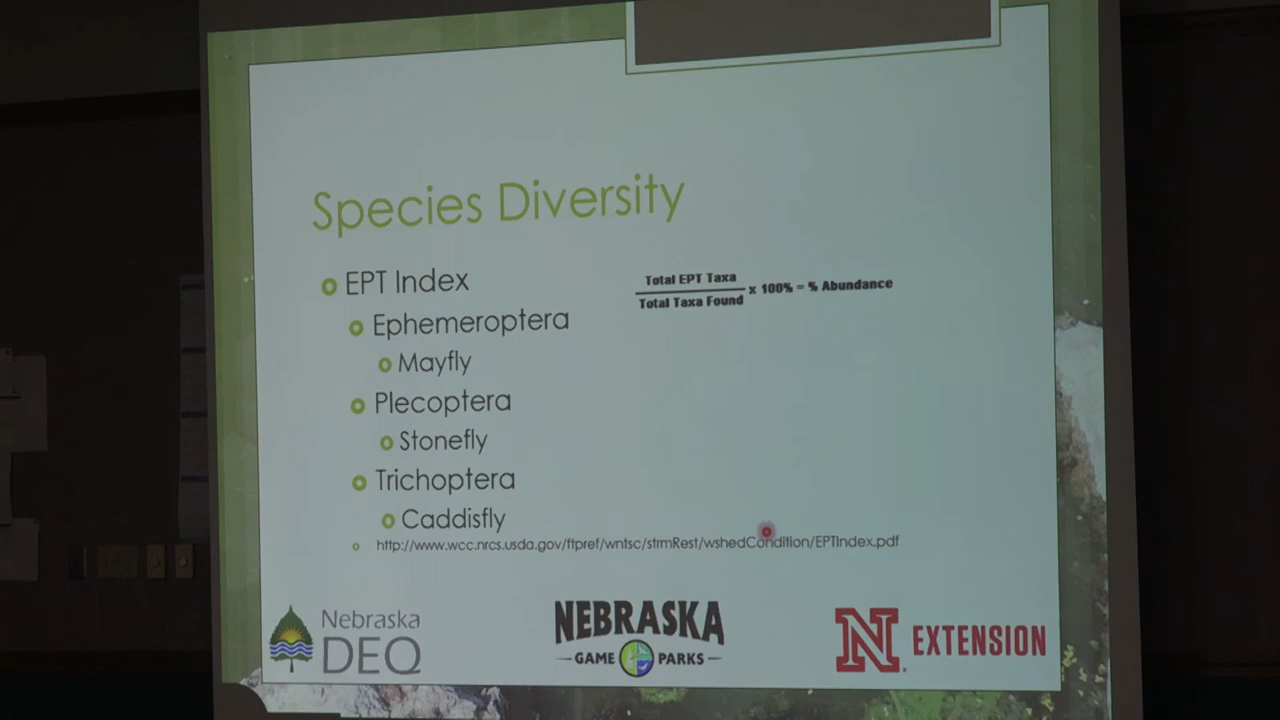 Species Diversity
EPT Index
Ephemeroptera
Mayfly
Plecoptera
Stonefly
Trichoptera
Caddisfly
http://www.wcc.nrcs.usda.gov/ftpref/wntsc/strmRest/wshedCondition/EPTIndex.pdf
Total EPT Taxa
Total Taxa Found
x 100% = % Abundance
Nebraska
DEQ
NEBRASKA
GAME PARKS
N EXTENSION